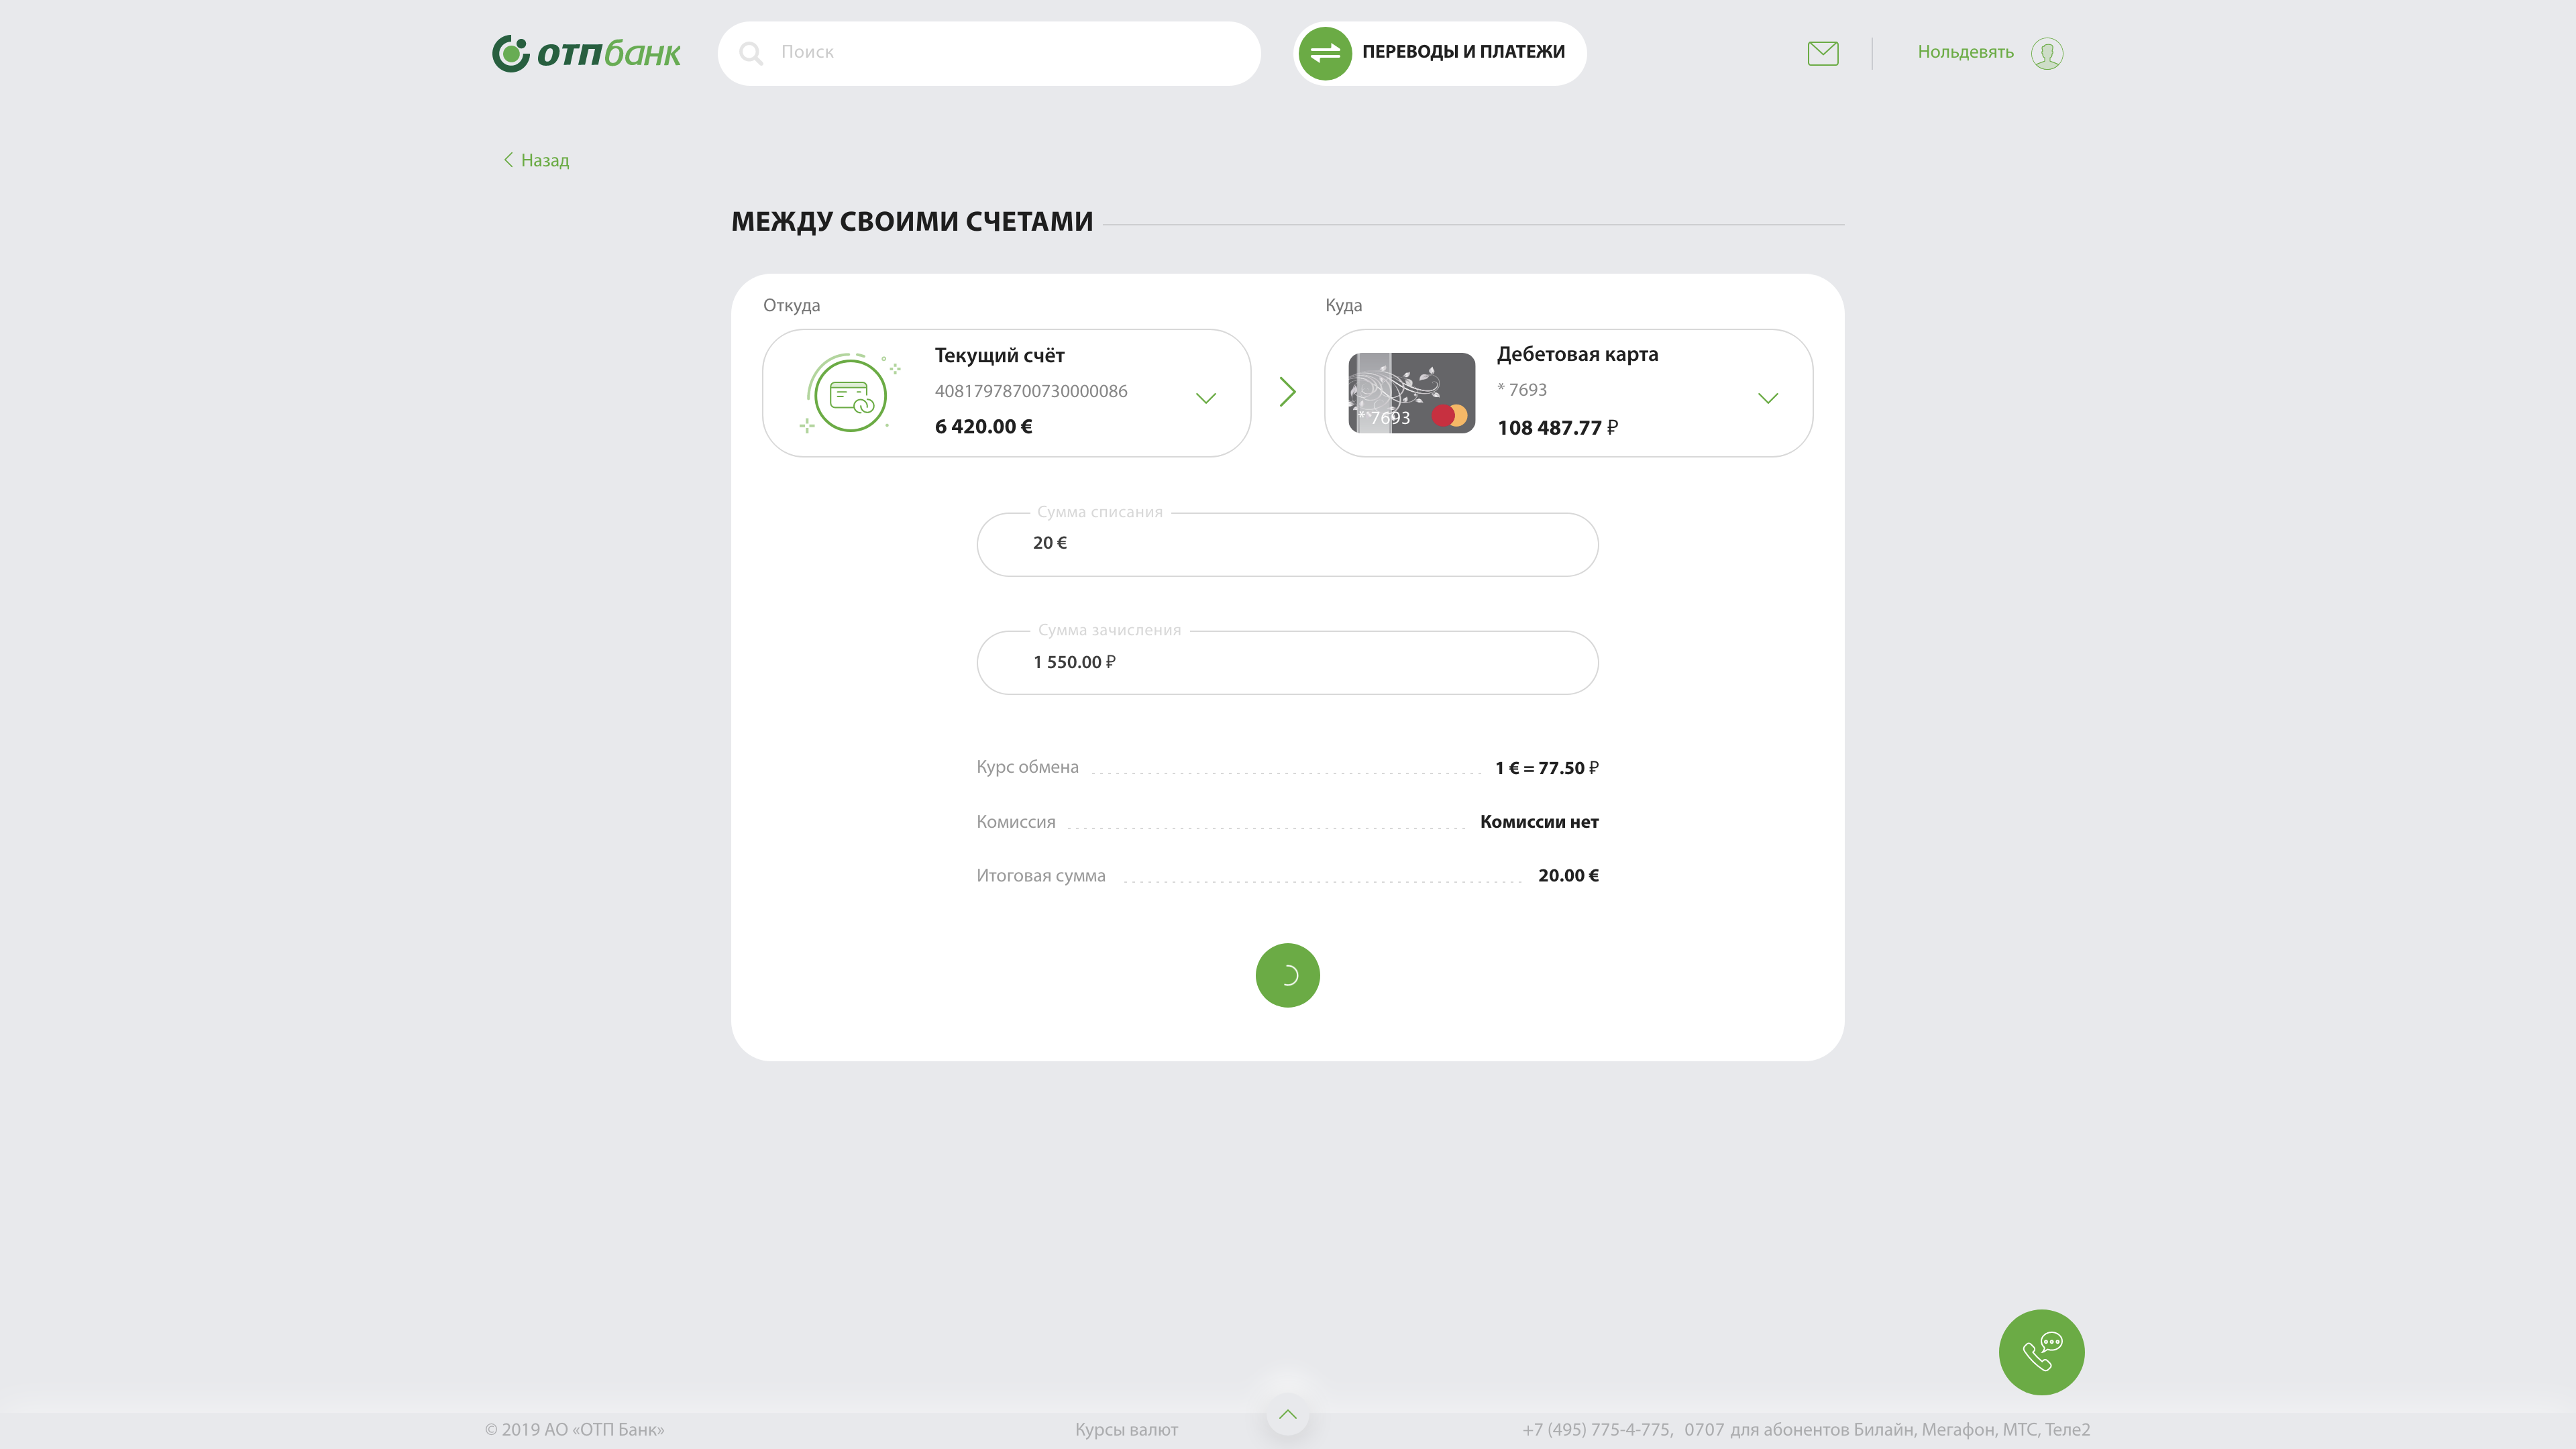 отпбанк
Поиск
ПЕРЕВОДЫ И ПЛАТЕЖИ
Нольдевять
Назад
МЕЖДУ СВОИМИ СЧЕТАМИ
Откуда
Текущий счёт
40817978700730000086
6 420.00 €
Куда
* 7693
Дебетовая карта
* 7693
108 487.77 ₽
Сумма списания
20 €
Сумма зачисления
1 550.00 ₽
Курс обмена 1 € = 77.50 ₽
Комиссия Комиссии нет
Итоговая сумма 20.00 €
© 2019 АО «ОТП Банк»
Курсы валют
+7 (495) 775-4-775, 0707 для абонентов Билайн, Мегафон, МТС, Теле2